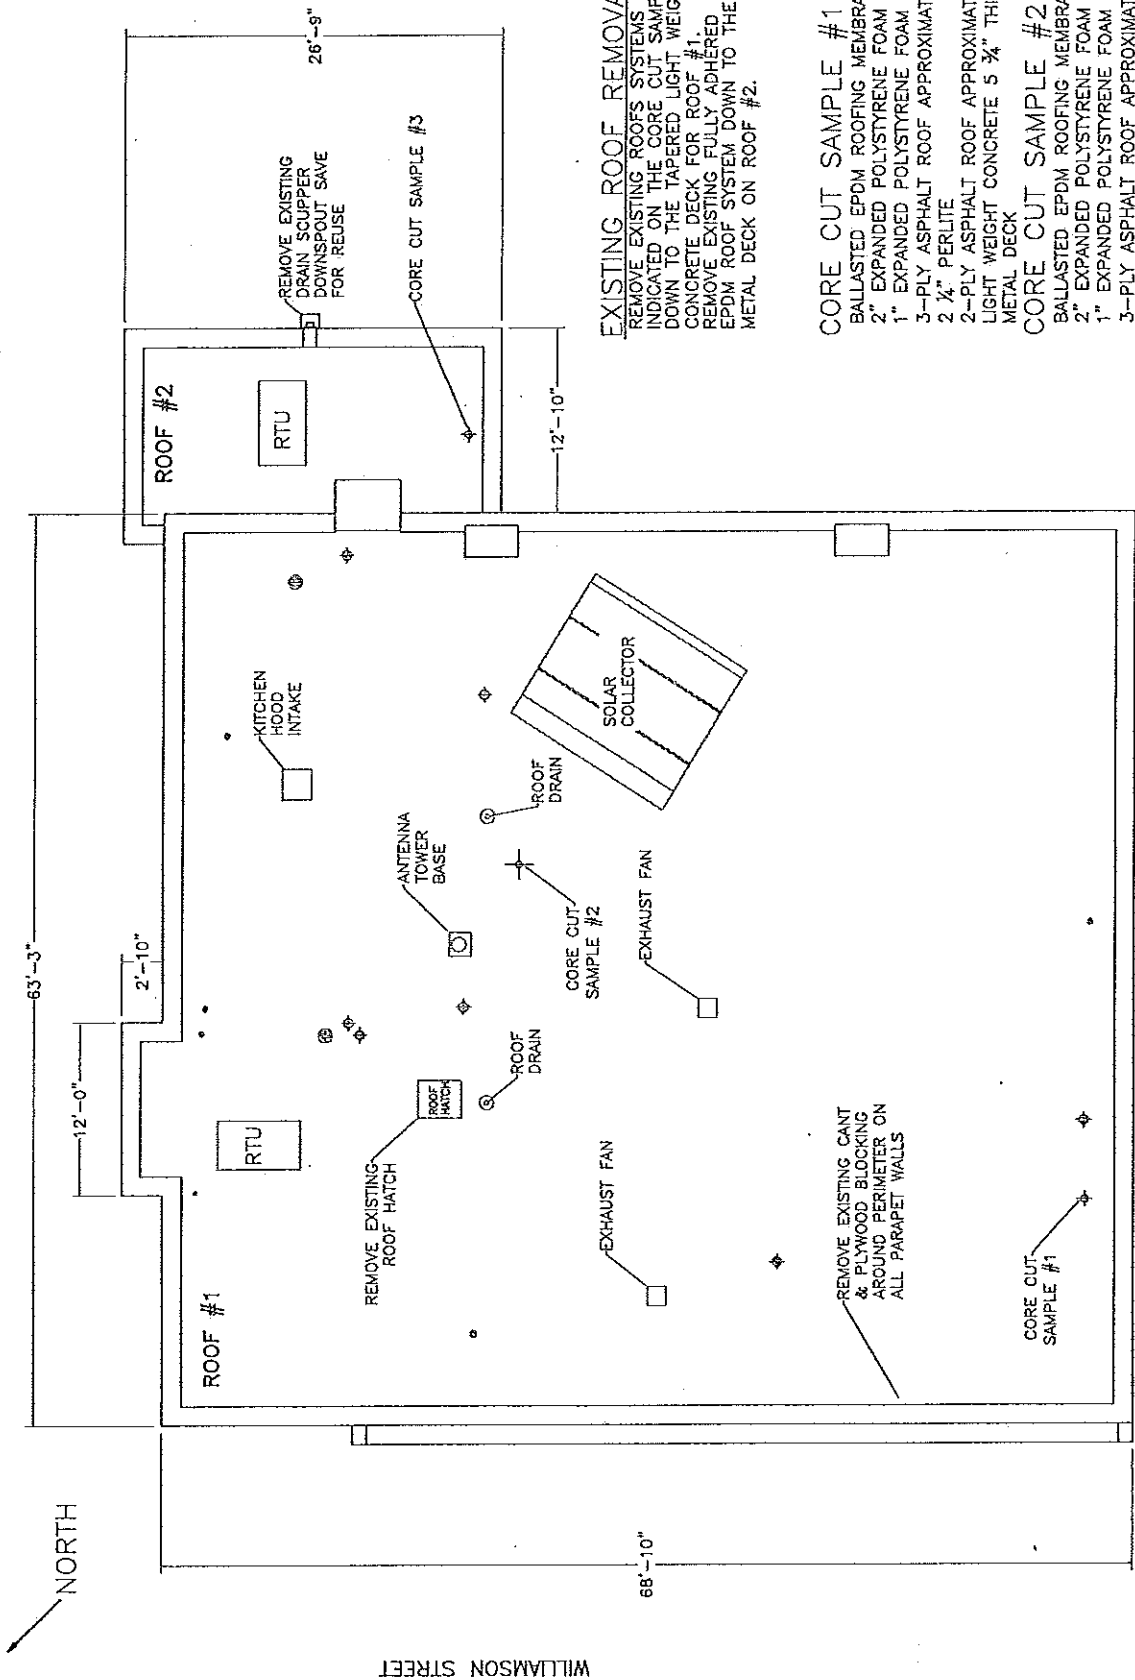 NORTH
WILLIAMSON STREET
68'-10"
63'-3"
12'-0"
2'-10"
26'-9"
12'-10"
ROOF #1
RTU
REMOVE EXISTING
ROOF HATCH
ROOF
HATCH
ROOF
DRAIN
ANTENNA
TOWER
BASE
KITCHEN
HOOD
INTAKE
ROOF
DRAIN
CORE CUT
SAMPLE #2
SOLAR
COLLECTOR
EXHAUST FAN
EXHAUST FAN
REMOVE EXISTING CANT
& PLYWOOD BLOCKING
AROUND PERIMETER ON
ALL PARAPET WALLS
CORE CUT
SAMPLE #1
ROOF #2
RTU
REMOVE EXISTING
DRAIN SCUPPER
DOWNSPOUT SAVE
FOR REUSE
CORE CUT SAMPLE #3
EXISTING ROOF REMOVA
REMOVE EXISTING ROOFS SYSTEMS
INDICATED ON THE CORE CUT SAMP
DOWN TO THE TAPERED LIGHT WEIG
CONCRETE DECK FOR ROOF #1.
REMOVE EXISTING FULLY ADHERED
EPDM ROOF SYSTEM DOWN TO THE
METAL DECK ON ROOF #2.
CORE CUT SAMPLE #1
BALLASTED EPDM ROOFING MEMBRA
2" EXPANDED POLYSTYRENE FOAM
1" EXPANDED POLYSTYRENE FOAM
3-PLY ASPHALT ROOF APPROXIMAT
2 ¼" PERLITE
2-PLY ASPHALT ROOF APPROXIMAT
LIGHT WEIGHT CONCRETE 5 ¾" THI
METAL DECK
CORE CUT SAMPLE #2
BALLASTED EPDM ROOFING MEMBRA
2" EXPANDED POLYSTYRENE FOAM
1" EXPANDED POLYSTYRENE FOAM
3-PLY ASPHALT ROOF APPROXIMAT